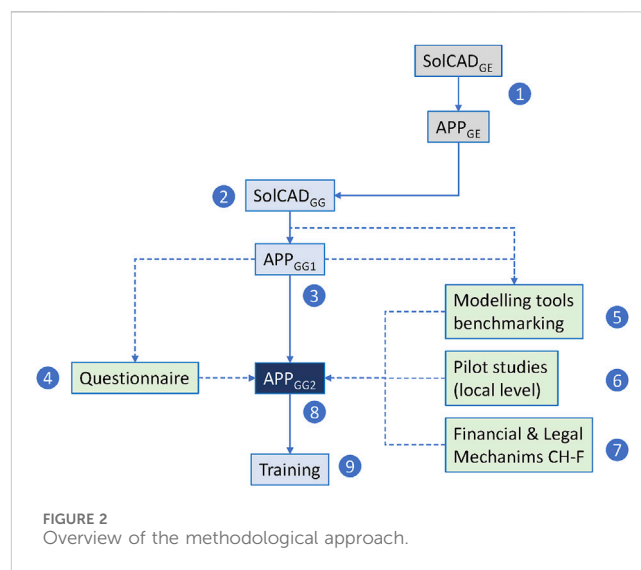 SolCADGE
1
APPGE
2
SolCADGG
APPGG1
3
Modelling tools
benchmarking
5
4
Questionnaire
APPGG2
Pilot studies
(local level)
6
8
Financial & Legal
Mechanims CH-F
7
Training
9
FIGURE 2
Overview of the methodological approach.